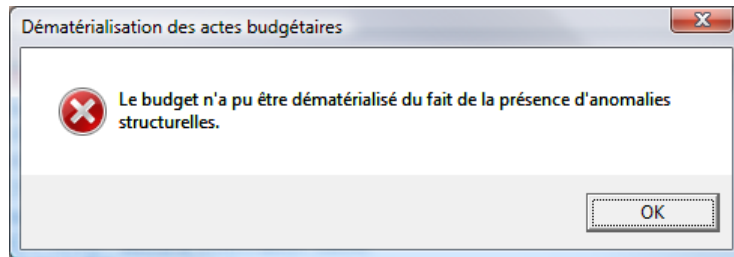 Dématérialisation des actes budgétaires
Le budget n'a pu être dématérialisé du fait de la présence d'anomalies
structurelles.
OK